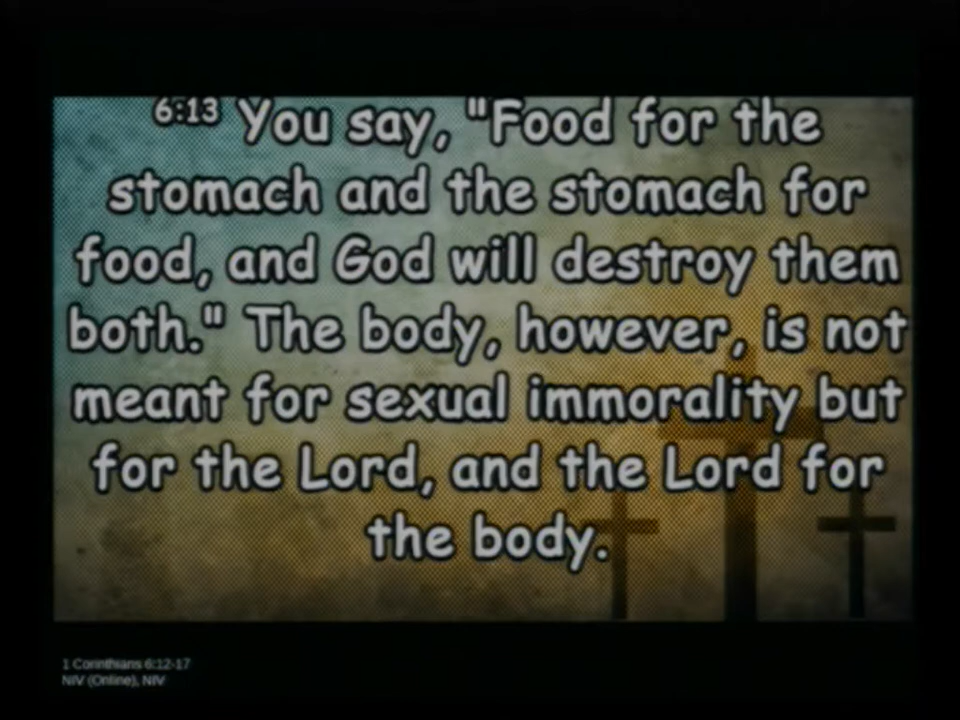 6:13 You say, "Food for the
stomach and the stomach for
food, and God will destroy them
both." The body, however, is not
meant for sexual immorality but
for the Lord, and the Lord for
the body.
1 Corinthians 6:12-17
NIV (Online), NIV